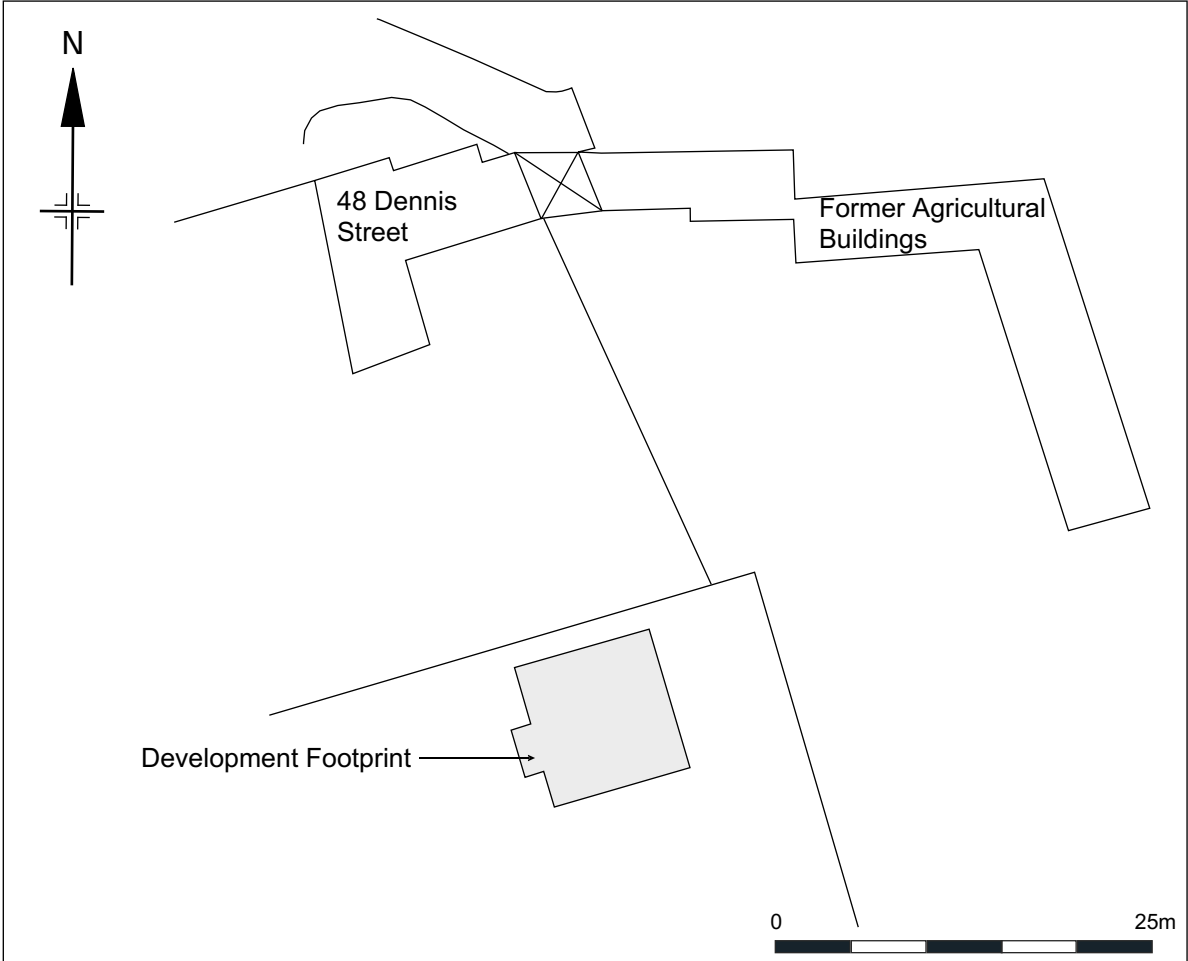 N
48 Dennis
Street
Former Agricultural
Buildings
Development Footprint
0 25m